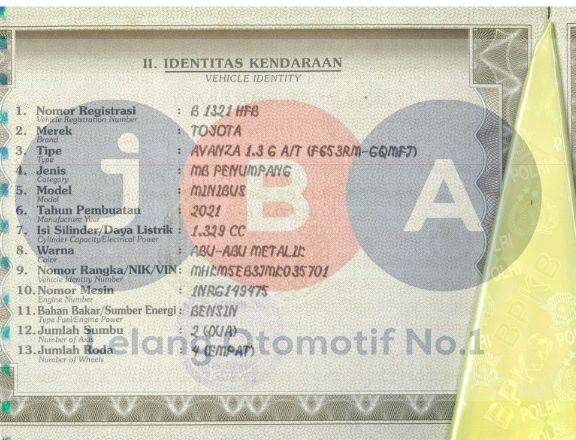 II. IDENTITAS KENDARAAN
VEHICLE IDENTITY
1. Nomor Registrasi : B 1321 HFB
Vehicle Registration Number
2. Merek : TOYOTA
Brand
3. Tipe : AVANZA 1.3 G A/T (F653RM-GQMFJ)
Type
4. Jenis : MB PENUMPANG
Category
5. Model : MINIBUS
Model
6. Tahun Pembuatan : 2021
Manufacture Year
7. Isi Silinder/Daya Listrik : 1.329 CC
Cylinder Capacity/Electrical Power
8. Warna : ABU-ABU METALIK
Color
9. Nomor Rangka/NIK/VIN: MHKM5EB3JMK035701
Vehicle Identity Number
10. Nomor Mesin : 1NRG149475
Engine Number
11. Bahan Bakar/Sumber Energi : BENSIN
Type Fuel/Engine Power
12. Jumlah Sumbu : 2 (DUA)
Number of Axis
13. Jumlah Roda : 4 (EMPAT)
Number of Wheels
iBA
Lelang Otomotif No.1
POLRI